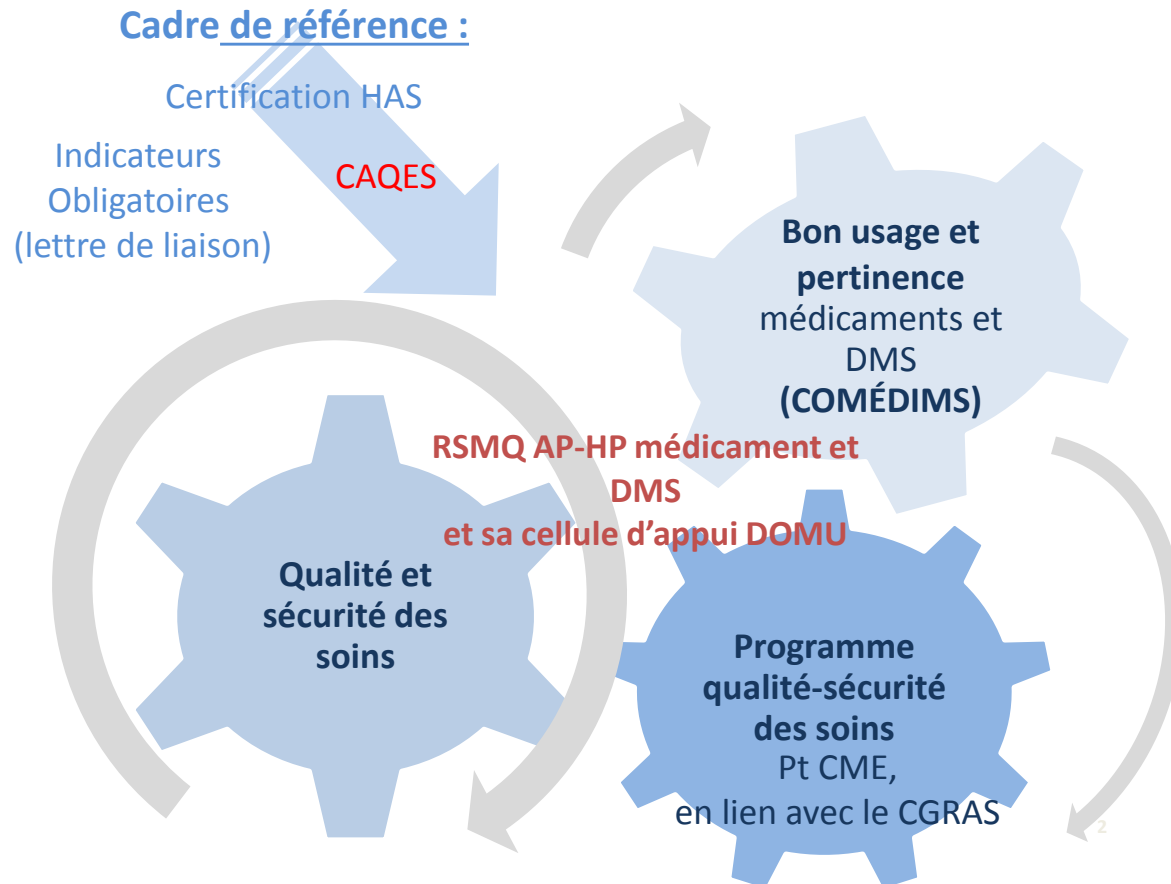 Cadre de référence :
Certification HAS
Indicateurs
Obligatoires
(lettre de liaison)
CAQES
Bon usage et
pertinence
médicaments et
DMS
(COMÉDIMS)
RSMQ AP-HP médicament et
DMS
et sa cellule d'appui DOMU
Qualité et
sécurité des
soins
Programme
qualité-sécurité
des soins
Pt CME,
en lien avec le CGRAS
2